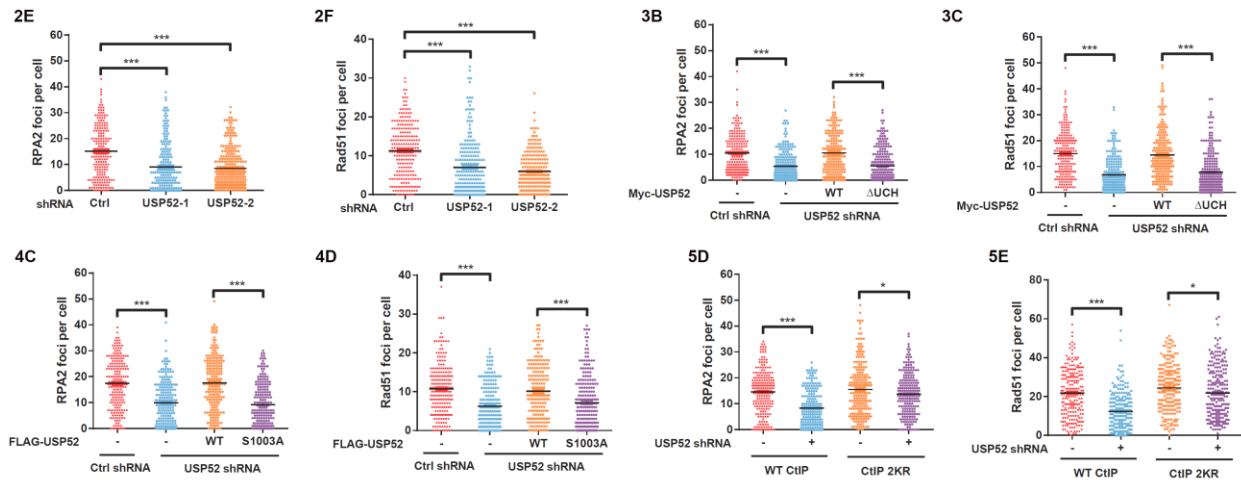 2E
***
***
RPA2 foci per cell
60
50
40
30
20
10
0
shRNA
Ctrl USP52-1 USP52-2
2F
***
***
Rad51 foci per cell
40
30
20
10
0
shRNA
Ctrl USP52-1 USP52-2
3B
***
***
RPA2 foci per cell
60
50
40
30
20
10
0
Myc-USP52 - - WT ΔUCH
Ctrl shRNA USP52 shRNA
3C
***
***
Rad51 foci per cell
60
50
40
30
20
10
0
Myc-USP52 - - WT ΔUCH
Ctrl shRNA USP52 shRNA
4C
***
***
RPA2 foci per cell
60
50
40
30
20
10
0
FLAG-USP52 - - WT S1003A
Ctrl shRNA USP52 shRNA
4D
***
***
Rad51 foci per cell
40
30
20
10
0
FLAG-USP52 - - WT S1003A
Ctrl shRNA USP52 shRNA
5D
***
*
RPA2 foci per cell
60
50
40
30
20
10
0
USP52 shRNA - + - +
WT CtIP CtIP 2KR
5E
***
*
Rad51 foci per cell
80
60
40
20
0
USP52 shRNA - + - +
WT CtIP CtIP 2KR